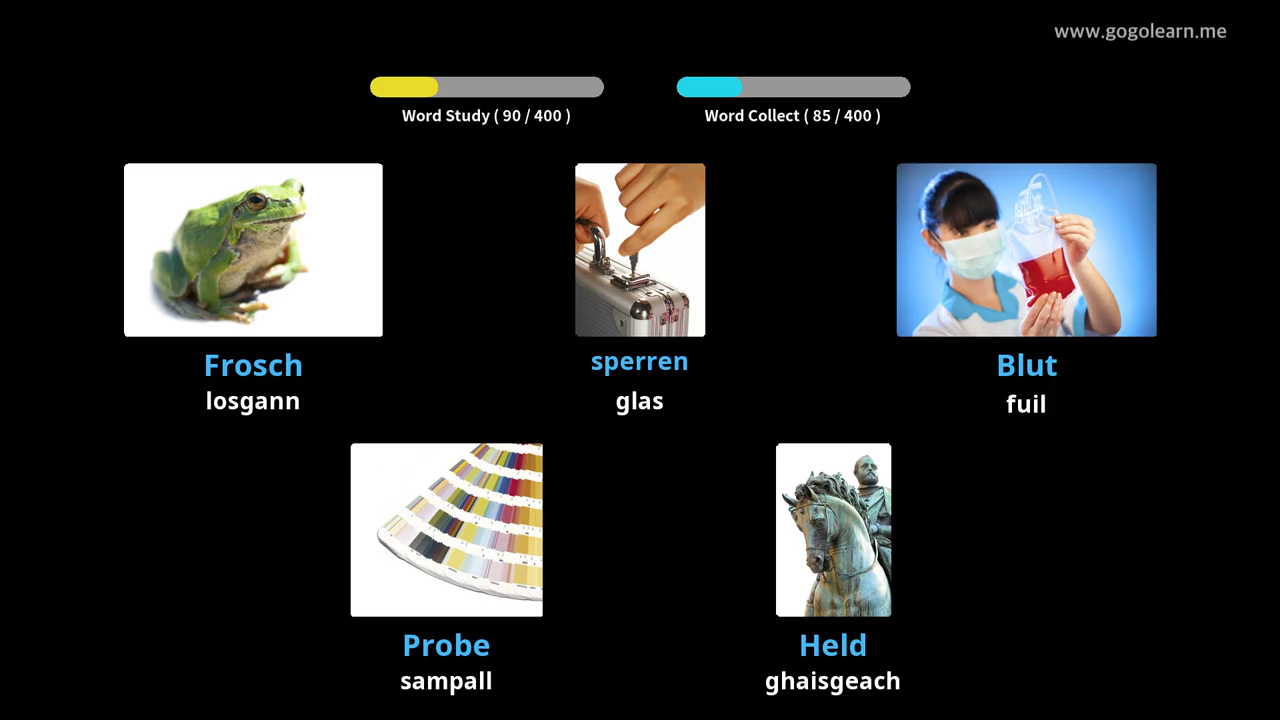 www.gogolearn.me
Word Study ( 90 / 400 )
Word Collect ( 85 / 400 )
Frosch
losgann
sperren
glas
Blut
fuil
Probe
sampall
Held
ghaisgeach